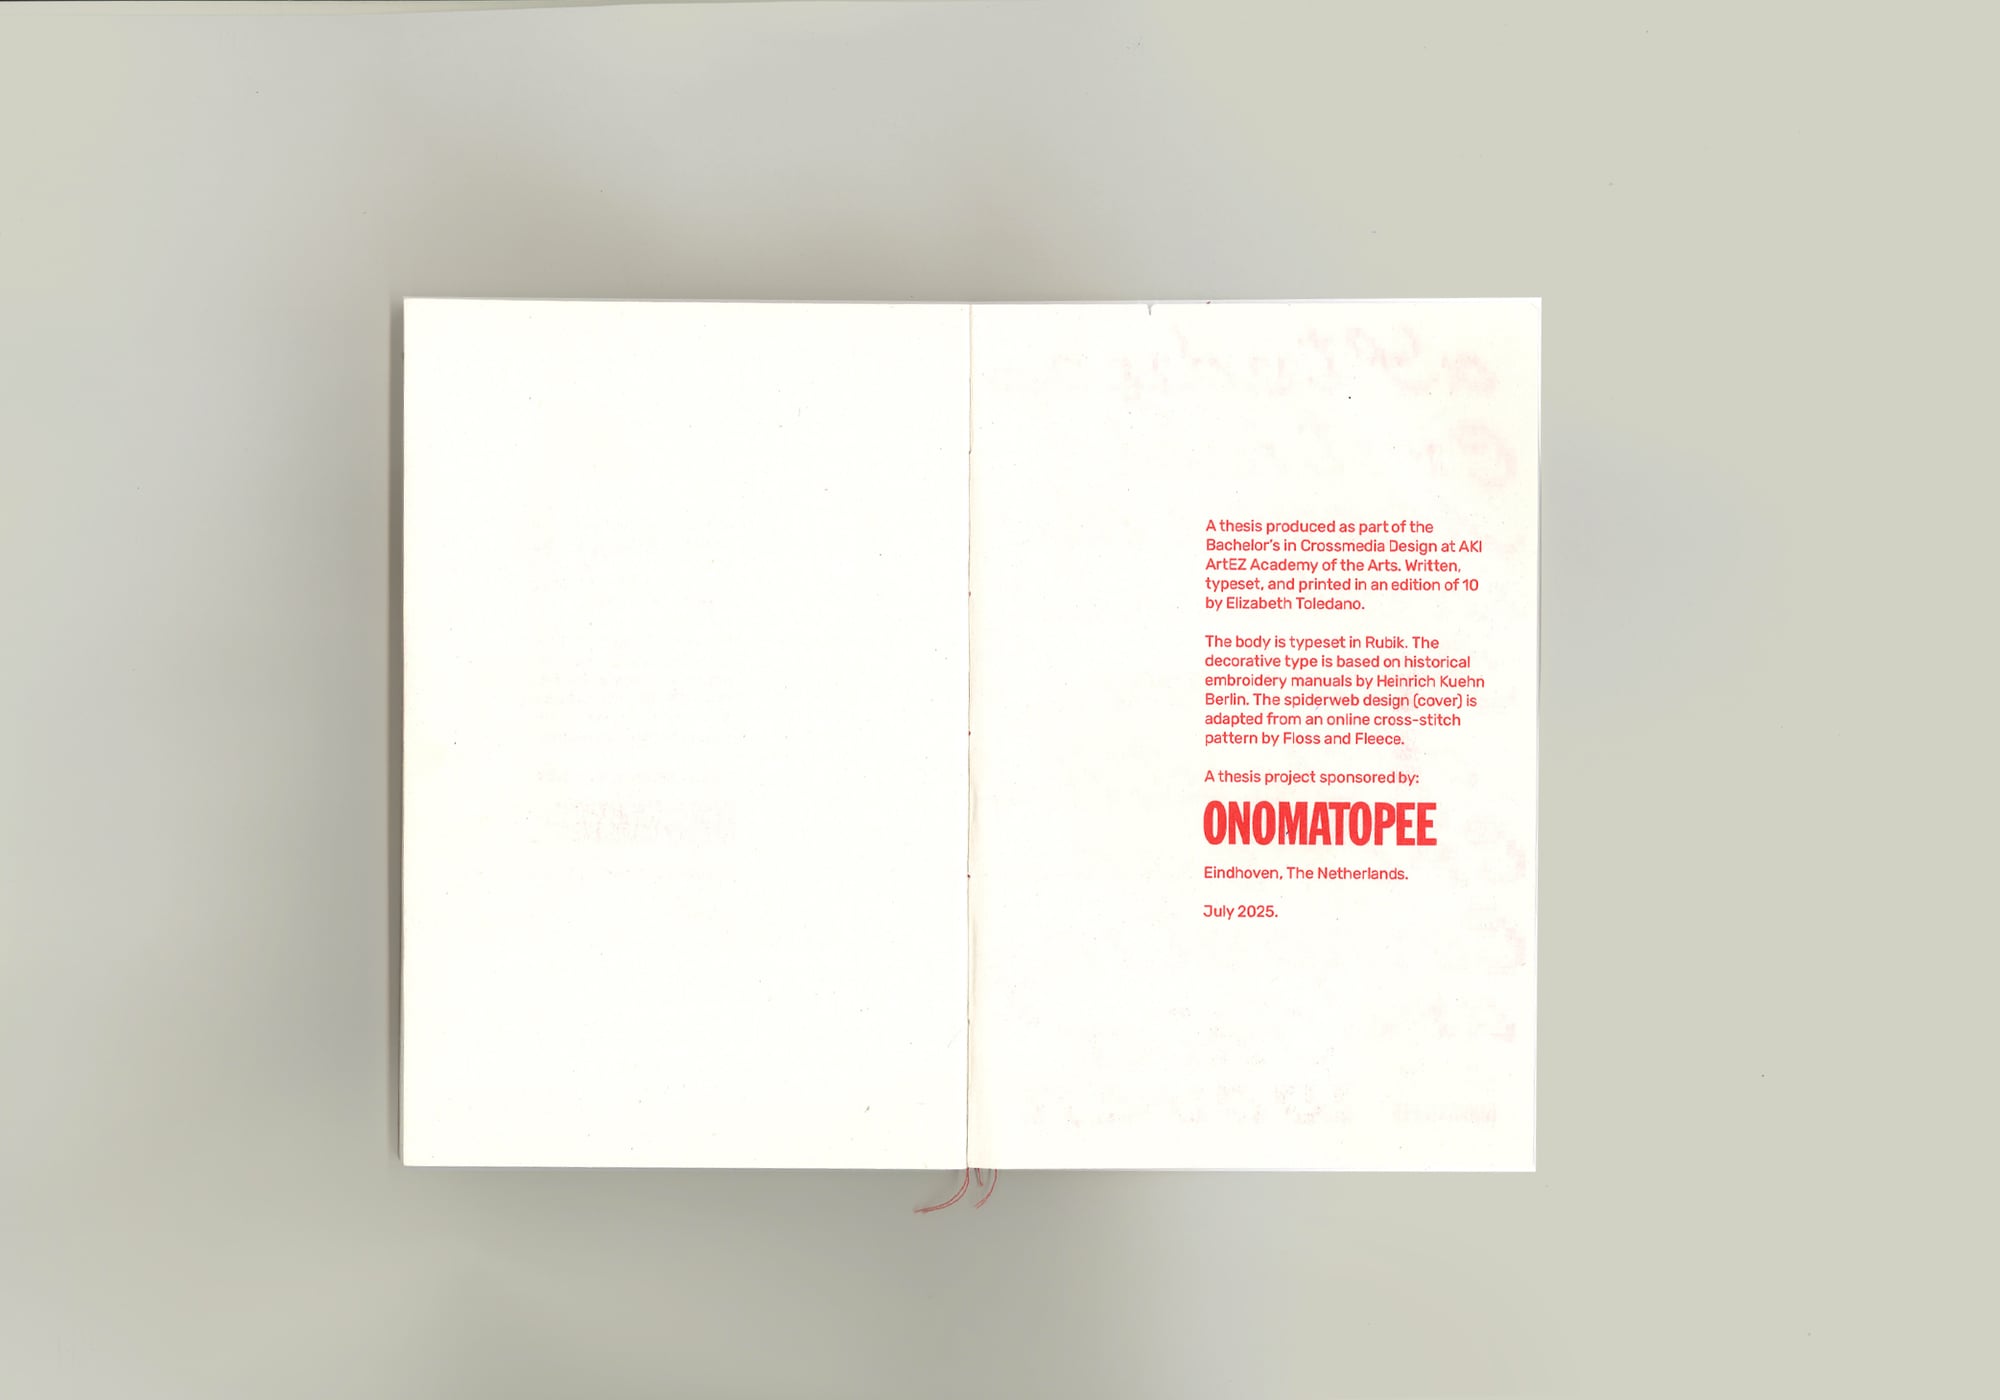 A thesis produced as part of the
Bachelor's in Crossmedia Design at AKI
ArtEZ Academy of the Arts. Written,
typeset, and printed in an edition of 10
by Elizabeth Toledano.
The body is typeset in Rubik. The
decorative type is based on historical
embroidery manuals by Heinrich Kuehn
Berlin. The spiderweb design (cover) is
adapted from an online cross-stitch
pattern by Floss and Fleece.
A thesis project sponsored by:
ONOMATOPEE
Eindhoven, The Netherlands.
July 2025.